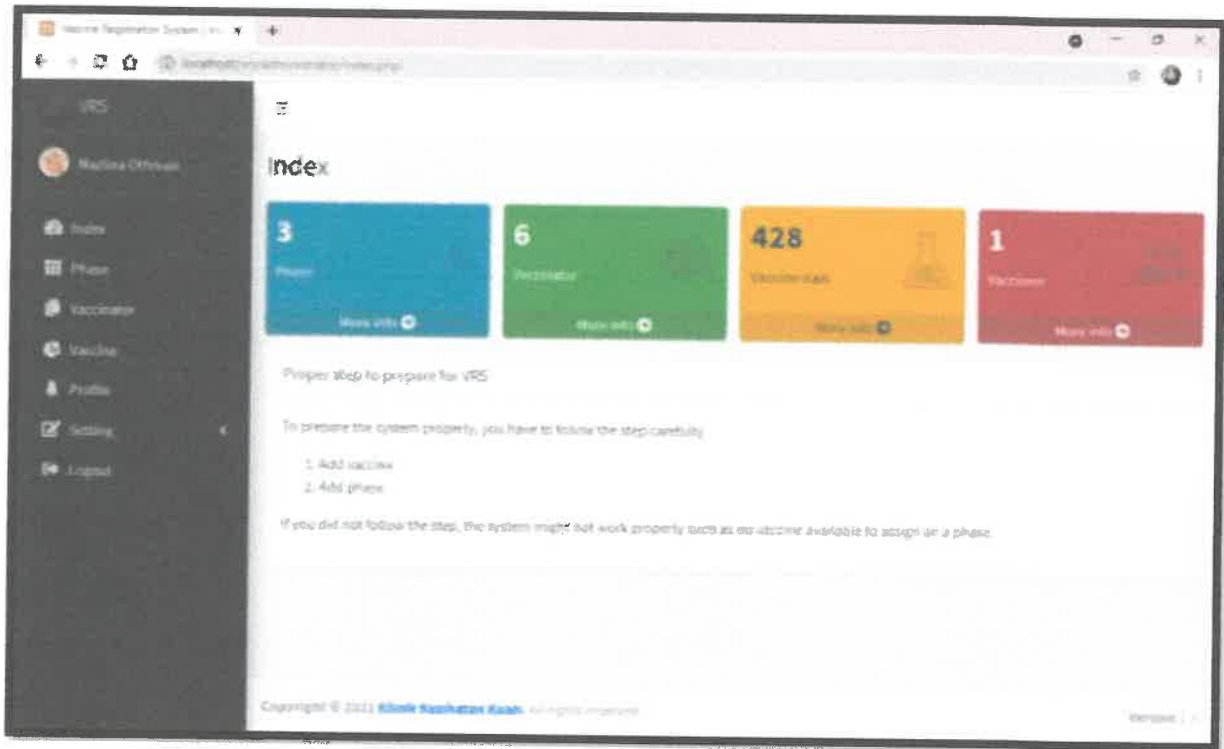 Vaccine Registration System
VRS
Index
Index
Phase
Vaccinator
Vaccine
Profile
Setting
Logout
3
Phase
More info
6
Vaccinator
More info
428
More info
1
More info
Proper step to prepare for VRS
To prepare the system properly, you have to follow the step carefully
1. Add vaccine
2. Add phase
If you did not follow the step, the system might not work properly such as no vaccine available to assign on a phase.
Copyright © Klinik Kesihatan Kuah. All rights reserved.
Version